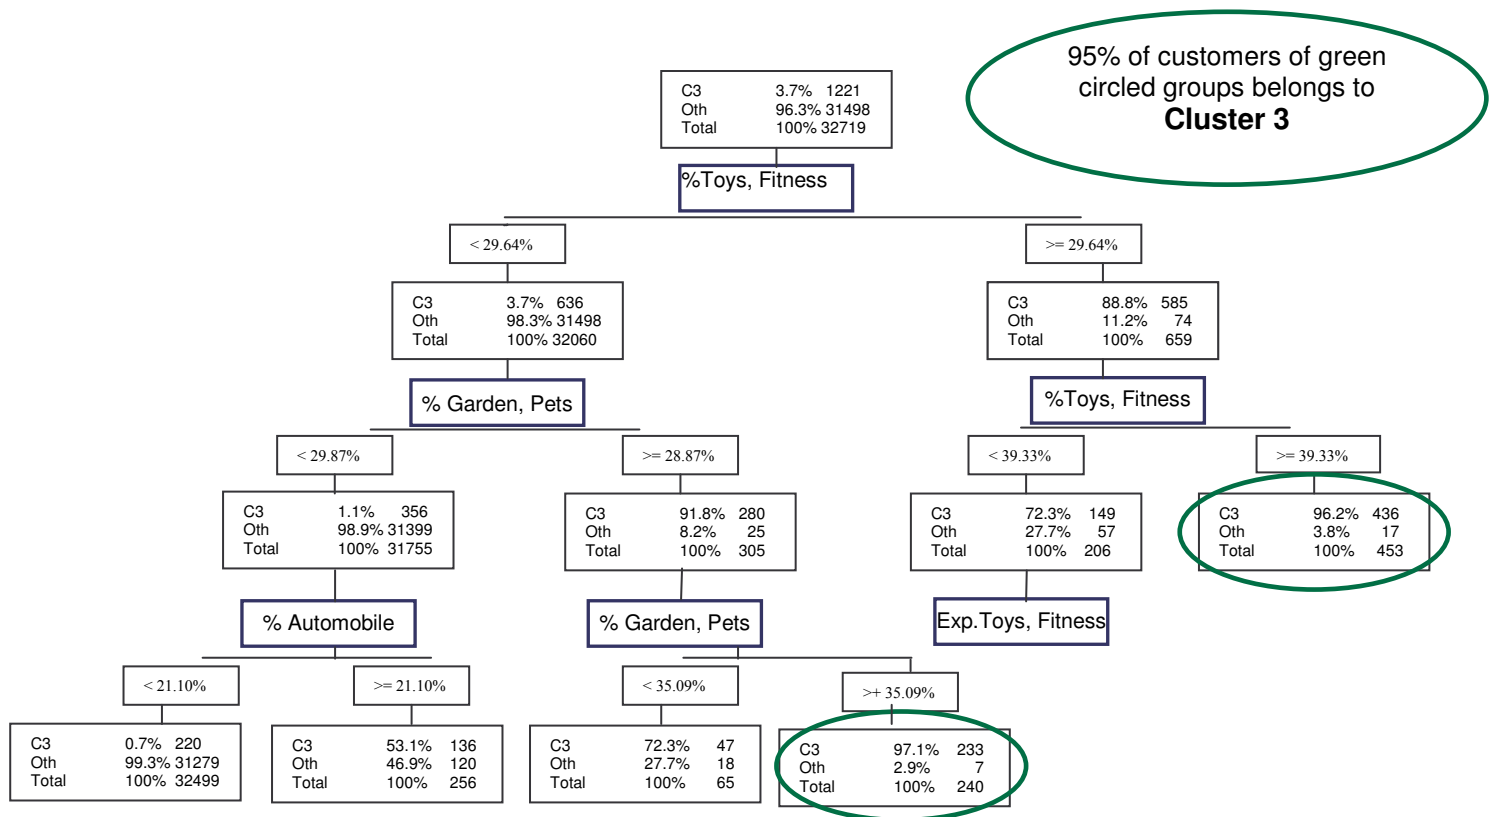 95% of customers of green
circled groups belongs to
Cluster 3
C3 3.7% 1221
Oth 96.3% 31498
Total 100% 32719
%Toys, Fitness
< 29.64%
>= 29.64%
C3 3.7% 636
Oth 98.3% 31498
Total 100% 32060
C3 88.8% 585
Oth 11.2% 74
Total 100% 659
% Garden, Pets
%Toys, Fitness
< 29.87%
>= 28.87%
< 39.33%
>= 39.33%
C3 1.1% 356
Oth 98.9% 31399
Total 100% 31755
C3 91.8% 280
Oth 8.2% 25
Total 100% 305
C3 72.3% 149
Oth 27.7% 57
Total 100% 206
C3 96.2% 436
Oth 3.8% 17
Total 100% 453
% Automobile
% Garden, Pets
Exp.Toys, Fitness
< 21.10%
>= 21.10%
< 35.09%
>+ 35.09%
C3 0.7% 220
Oth 99.3% 31279
Total 100% 32499
C3 53.1% 136
Oth 46.9% 120
Total 100% 256
C3 72.3% 47
Oth 27.7% 18
Total 100% 65
C3 97.1% 233
Oth 2.9% 7
Total 100% 240